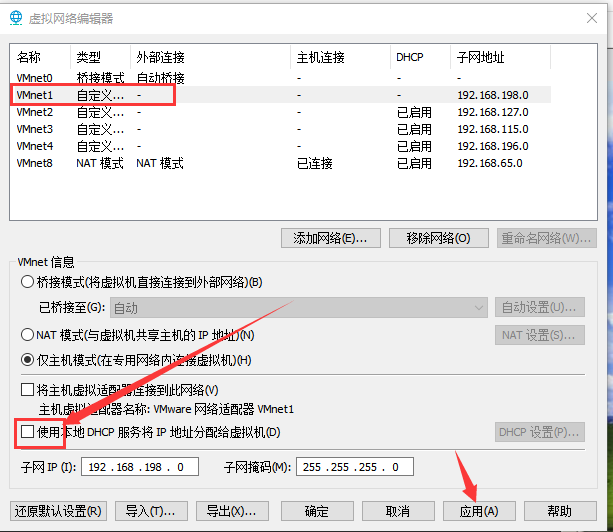 虚拟网络编辑器
名称 类型 外部连接 主机连接 DHCP 子网地址
VMnet0 桥接模式 自动桥接 - - -
VMnet1 自定义... - - - 192.168.198.0
VMnet2 自定义... - - 已启用 192.168.127.0
VMnet3 自定义... - - 已启用 192.168.115.0
VMnet4 自定义... - - 已启用 192.168.196.0
VMnet8 NAT 模式 NAT 模式 已连接 已启用 192.168.65.0
添加网络(E)... 移除网络(O) 重命名网络(W)...
VMnet 信息
桥接模式(将虚拟机直接连接到外部网络)(B)
已桥接至(G): 自动 自动设置(U)...
NAT 模式(与虚拟机共享主机的 IP 地址)(N) NAT 设置(S)...
仅主机模式(在专用网络内连接虚拟机)(H)
将主机虚拟适配器连接到此网络(V)
主机虚拟适配器名称: VMware 网络适配器 VMnet1
使用本地 DHCP 服务将 IP 地址分配给虚拟机(D) DHCP 设置(P)...
子网 IP (I): 192 .168 .198 . 0 子网掩码(M): 255 .255 .255 . 0
还原默认设置(R) 导入(T)... 导出(X)... 确定 取消 应用(A) 帮助